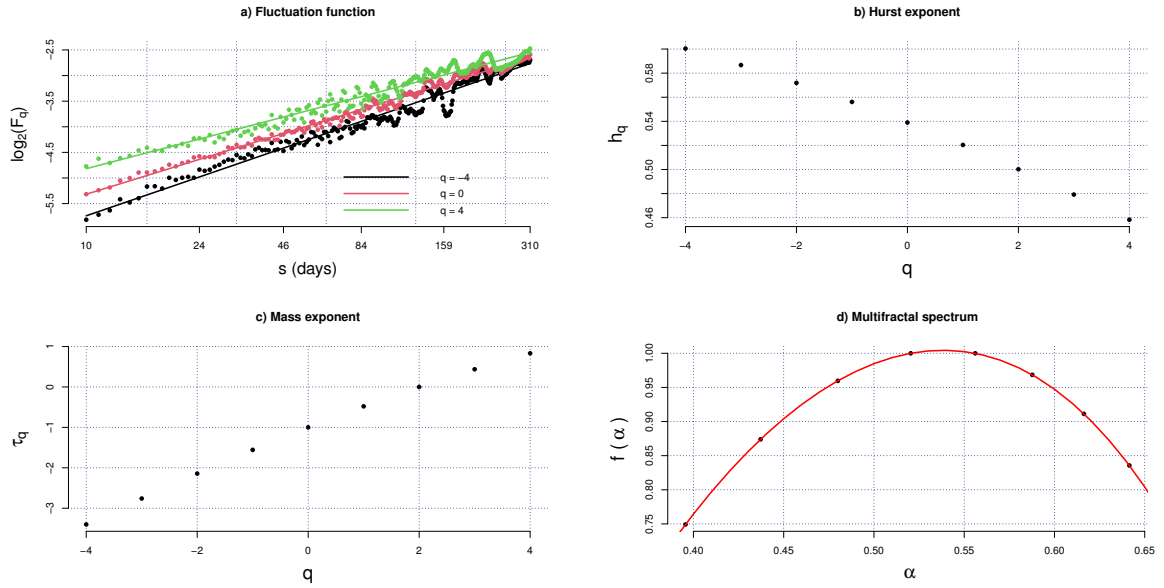 a) Fluctuation function
log2(Fq)
−2.5
−3.5
−4.5
−5.5
q = −4
q = 0
q = 4
10 24 46 84 159 310
s (days)
b) Hurst exponent
hq
0.58
0.54
0.50
0.46
−4 −2 0 2 4
q
c) Mass exponent
τq
1
0
−1
−2
−3
−4 −2 0 2 4
q
d) Multifractal spectrum
f ( α )
1.00
0.95
0.90
0.85
0.80
0.75
0.40 0.45 0.50 0.55 0.60 0.65
α